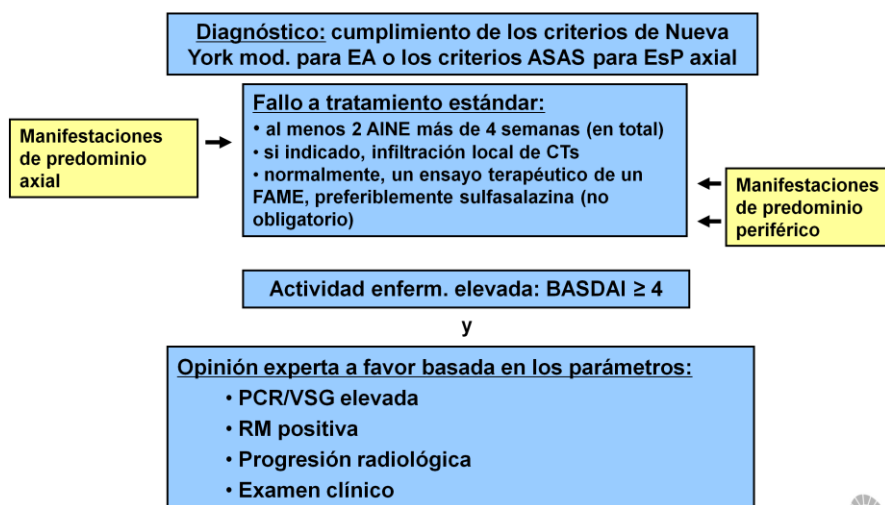 Diagnóstico: cumplimiento de los criterios de Nueva
York mod. para EA o los criterios ASAS para EsP axial
Manifestaciones
de predominio
axial
Fallo a tratamiento estándar:
• al menos 2 AINE más de 4 semanas (en total)
• si indicado, infiltración local de CTs
• normalmente, un ensayo terapéutico de un
FAME, preferiblemente sulfasalazina (no
obligatorio)
Manifestaciones
de predominio
periférico
Actividad enferm. elevada: BASDAI ≥ 4
y
Opinión experta a favor basada en los parámetros:
• PCR/VSG elevada
• RM positiva
• Progresión radiológica
• Examen clínico